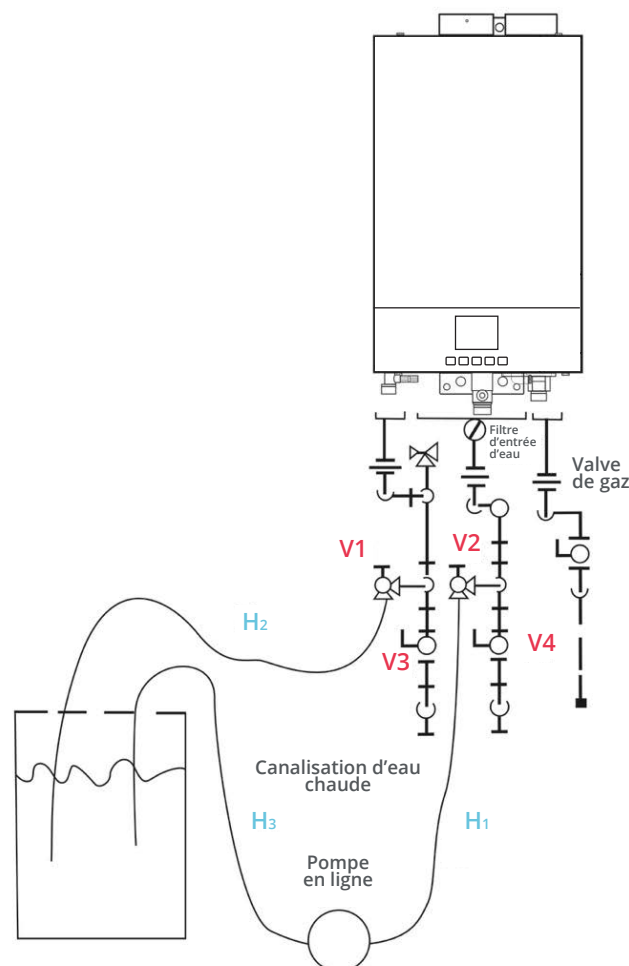 Filtre
d'entrée
d'eau
Valve
de gaz
V1
V2
H2
V3
V4
Canalisation d'eau
chaude
H3
H1
Pompe
en ligne